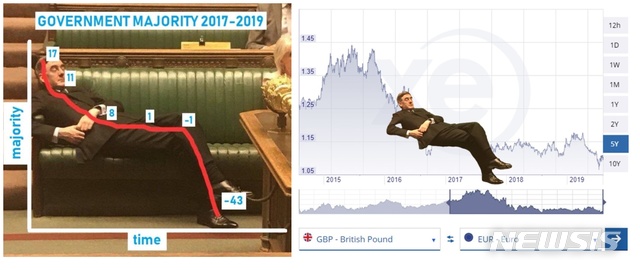 GOVERNMENT MAJORITY 2017-2019
17
11
8
1
-1
-43
majority
time
1.45
1.35
1.25
1.15
1.05
2015
2016
2017
2018
2019
xe
12h
1D
1W
1M
1Y
2Y
5Y
10Y
GBP - British Pound
EUR - Euro
NEWSIS